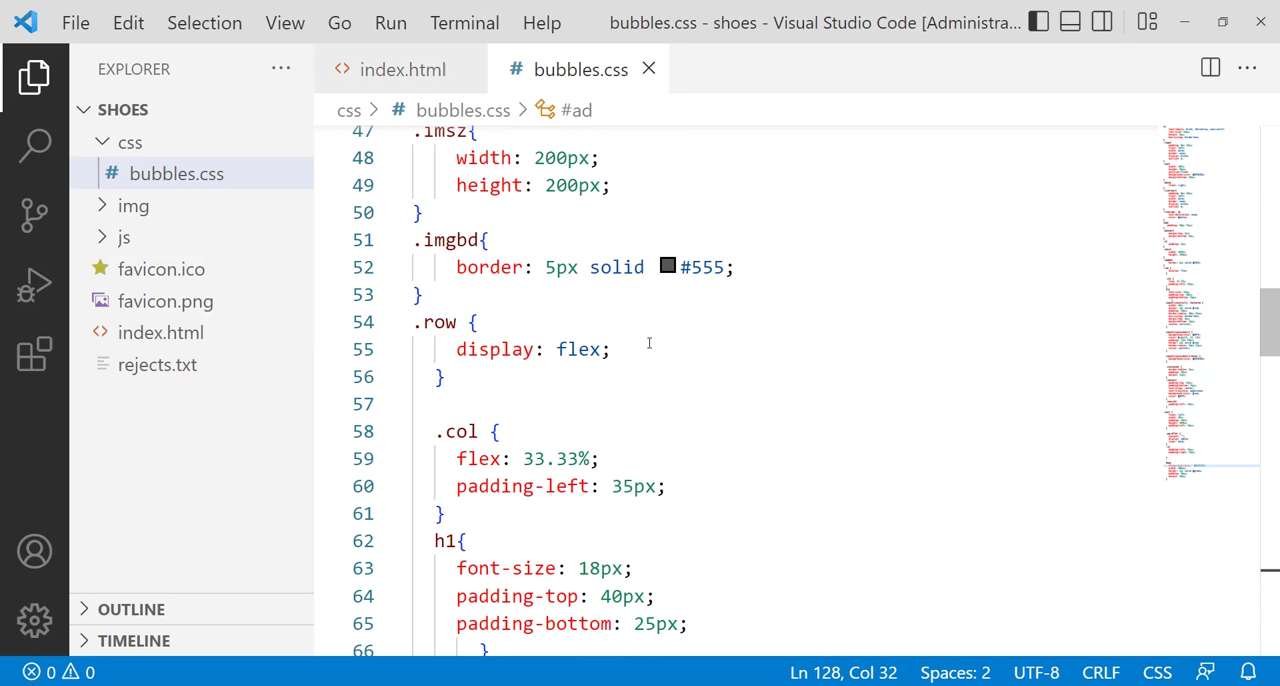 File Edit Selection View Go Run Terminal Help bubbles.css - shoes - Visual Studio Code [Administra...
EXPLORER ...
index.html
# bubbles.css
css > # bubbles.css > #ad
SHOES
css
# bubbles.css
img
js
favicon.ico
favicon.png
index.html
rejects.txt
OUTLINE
TIMELINE
47 .imsz{
48 width: 200px;
49 height: 200px;
50 }
51 .imgbd{
52 border: 5px solid #555;
53 }
54 .row {
55 display: flex;
56 }
57
58 .col {
59 flex: 33.33%;
60 padding-left: 35px;
61 }
62 h1{
63 font-size: 18px;
64 padding-top: 40px;
65 padding-bottom: 25px;
66 }
0 0 Ln 128, Col 32 Spaces: 2 UTF-8 CRLF CSS